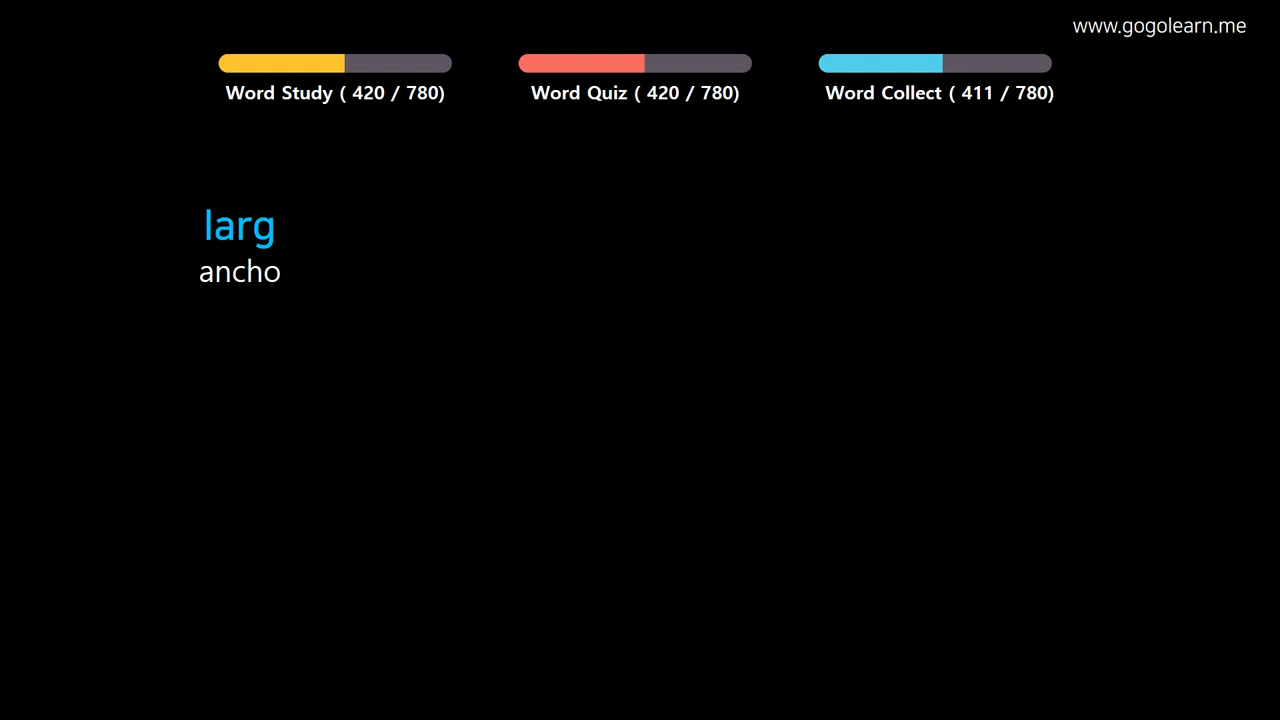 www.gogolearn.me
Word Study ( 420 / 780)
Word Quiz ( 420 / 780)
Word Collect ( 411 / 780)
larg
ancho